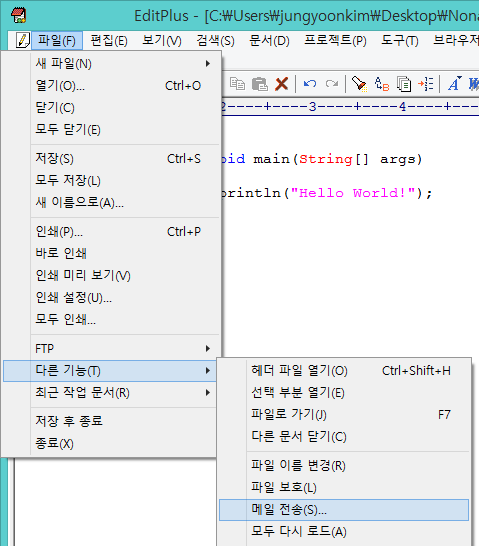 EditPlus - [C:₩Users₩jungyoonkim₩Desktop₩Nona
파일(F) 편집(E) 보기(V) 검색(S) 문서(D) 프로젝트(P) 도구(T) 브라우저
새 파일(N)
열기(O)... Ctrl+O
닫기(C)
모두 닫기(E)
저장(S) Ctrl+S
모두 저장(L)
새 이름으로(A)...
인쇄(P)... Ctrl+P
바로 인쇄
인쇄 미리 보기(V)
인쇄 설정(U)...
모두 인쇄...
FTP
다른 기능(T)
최근 작업 문서(R)
저장 후 종료
종료(X)
2----+----3----+----4----+---
oid main(String[] args)
println("Hello World!");
헤더 파일 열기(O) Ctrl+Shift+H
선택 부분 열기(E)
파일로 가기(J) F7
다른 문서 닫기(C)
파일 이름 변경(R)
파일 보호(L)
메일 전송(S)...
모두 다시 로드(A)